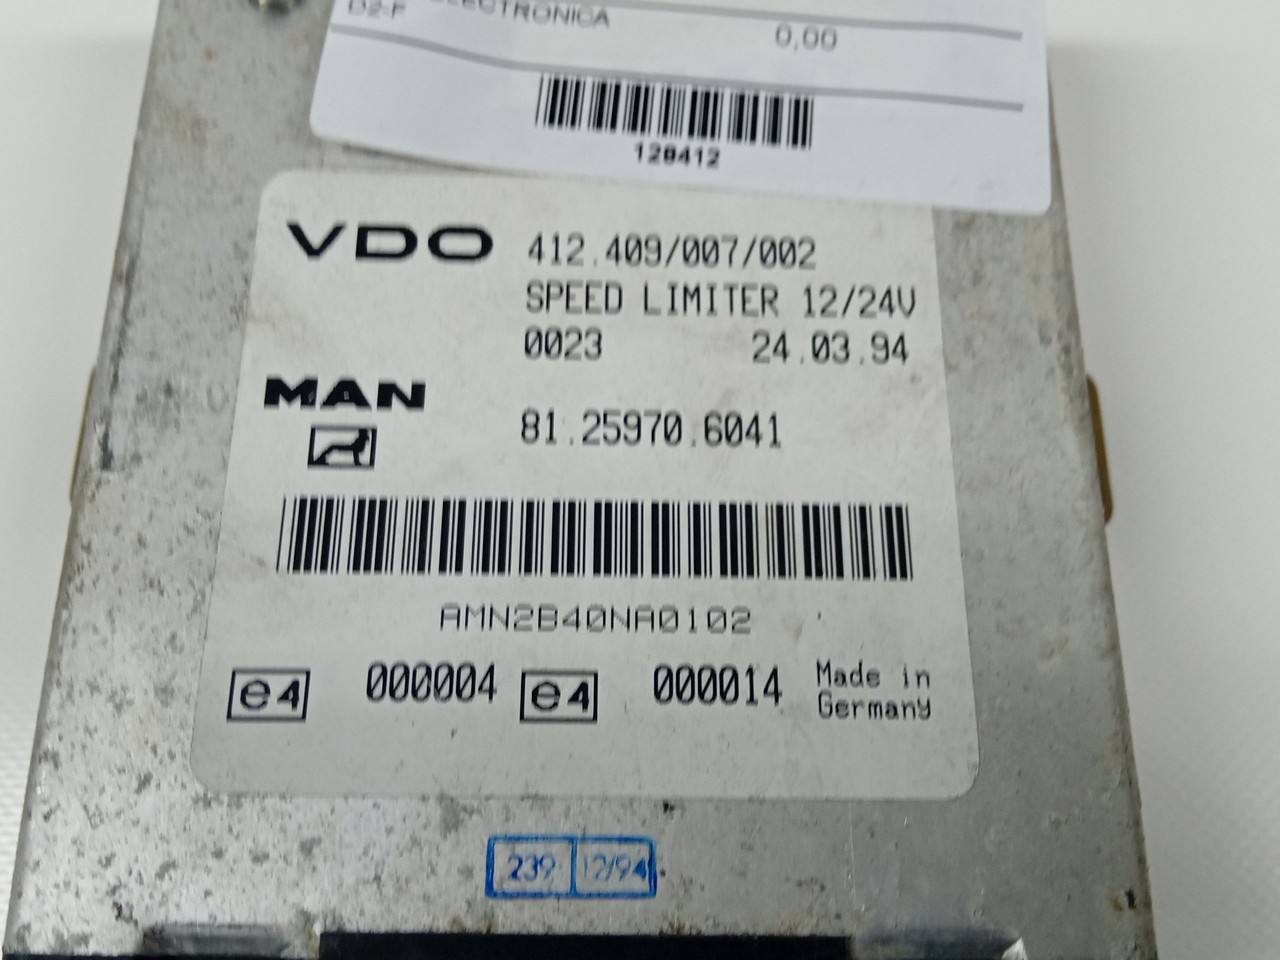 ELECTRONICA
D2-F
0,00
128412
VDO 412.409/007/002
SPEED LIMITER 12/24V
0023 24.03.94
MAN 81.25970.6041
AMN2B40NA0102
e4 000004 e4 000014 Made in
Germany
239 12/94